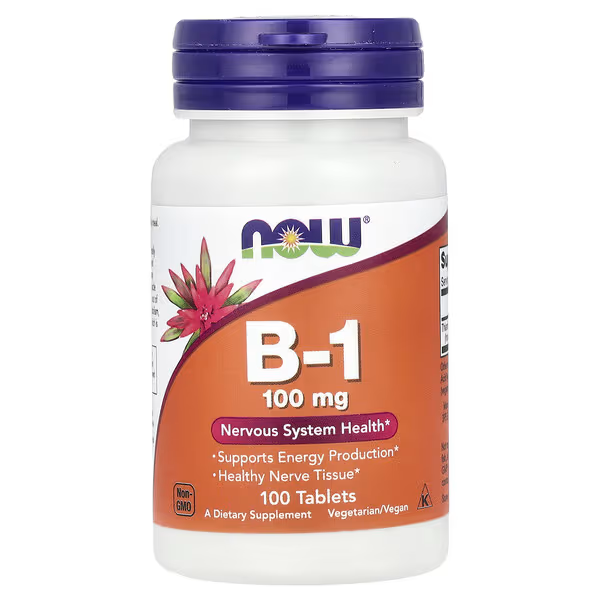 NOW®
B-1
100 mg
Nervous System Health*
• Supports Energy Production*
• Healthy Nerve Tissue*
100 Tablets
Non-
GMO
A Dietary Supplement Vegetarian/Vegan
K